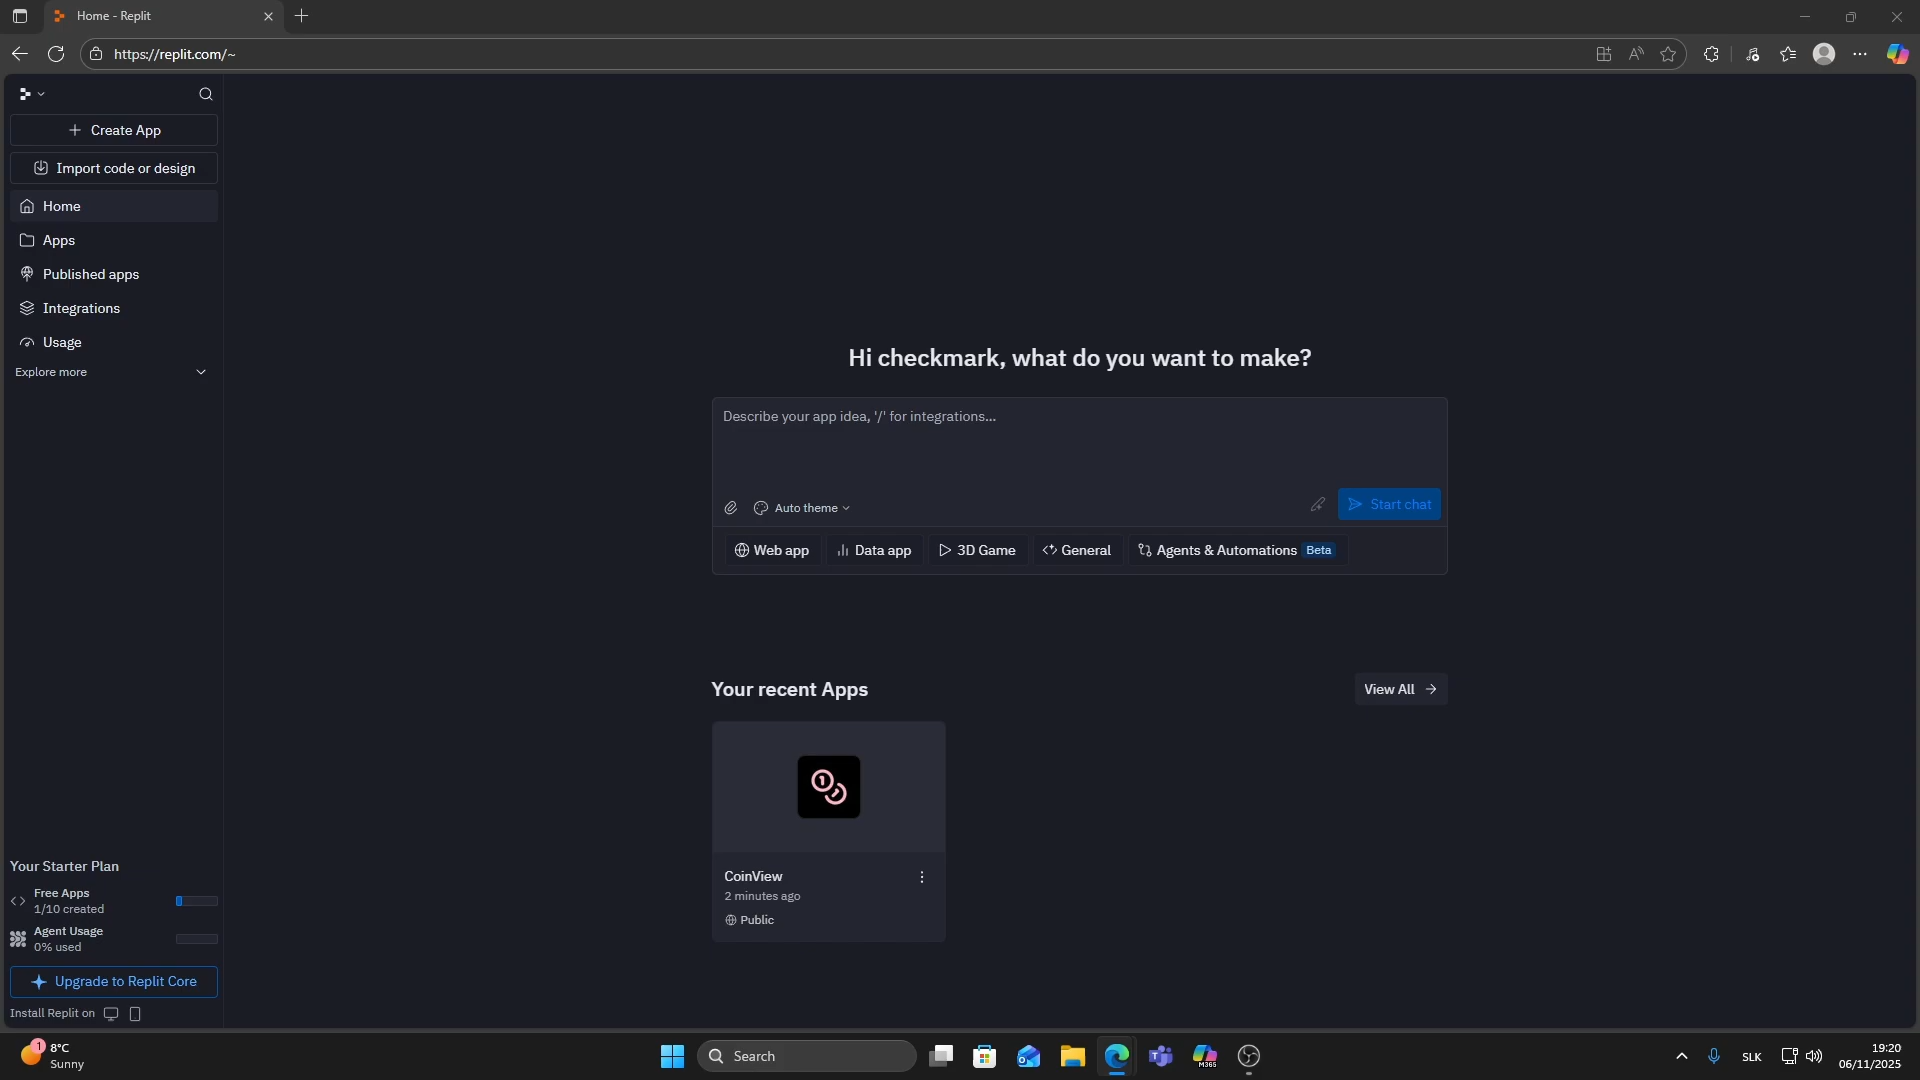 Home - Replit
https://replit.com/~
Create App
Import code or design
Home
Apps
Published apps
Integrations
Usage
Explore more
Hi checkmark, what do you want to make?
Describe your app idea, '/' for integrations...
Auto theme
Start chat
Web app
Data app
3D Game
General
Agents & Automations Beta
Your recent Apps
View All
CoinView
2 minutes ago
Public
Your Starter Plan
Free Apps
1/10 created
Agent Usage
0% used
Upgrade to Replit Core
Install Replit on
1
8°C
Sunny
Search
M365
SLK
19:20
06/11/2025